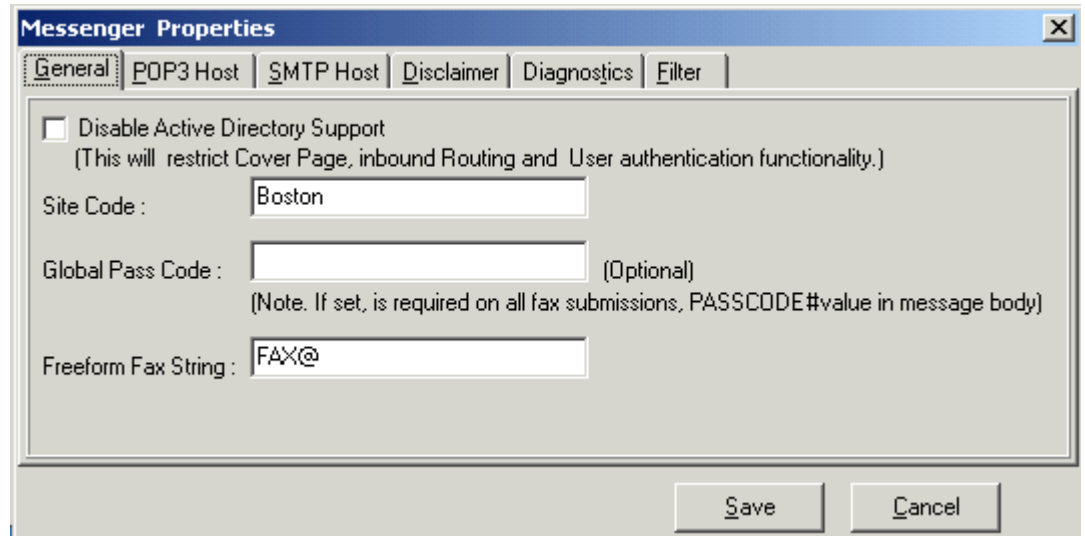 Messenger Properties
General POP3 Host SMTP Host Disclaimer Diagnostics Filter
Disable Active Directory Support
(This will restrict Cover Page, inbound Routing and User authentication functionality.)
Site Code : Boston
Global Pass Code : (Optional)
(Note. If set, is required on all fax submissions, PASSCODE#value in message body)
Freeform Fax String : FAX@
Save Cancel